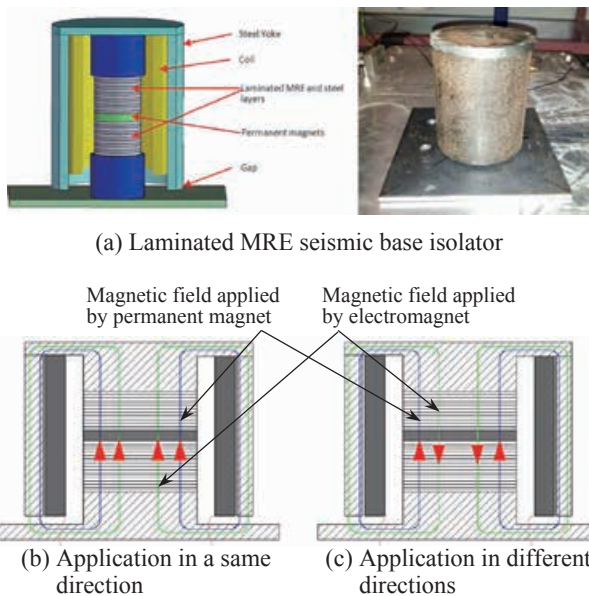 Steel Yoke
Coil
Laminated MRE and steel
layers
Permanent magnets
Gap
(a) Laminated MRE seismic base isolator
Magnetic field applied
by permanent magnet
Magnetic field applied
by electromagnet
(b) Application in a same
direction
(c) Application in different
directions